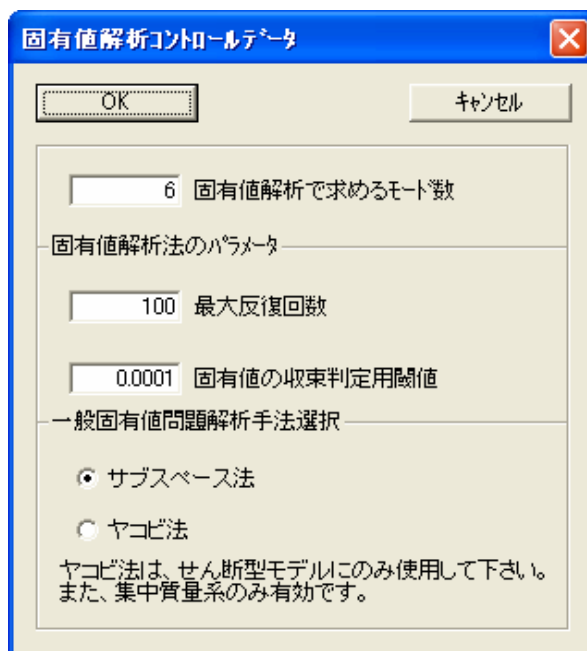 固有値解析ｺﾝﾄﾛｰﾙﾃﾞｰﾀ
OK
ｷｬﾝｾﾙ
6 固有値解析で求めるﾓｰﾄﾞ数
固有値解析法のﾊﾟﾗﾒｰﾀ
100 最大反復回数
0.0001 固有値の収束判定用閾値
一般固有値問題解析手法選択
サブスペース法
ヤコビ法
ヤコビ法は、せん断型モデルにのみ使用して下さい。
また、集中質量系のみ有効です。